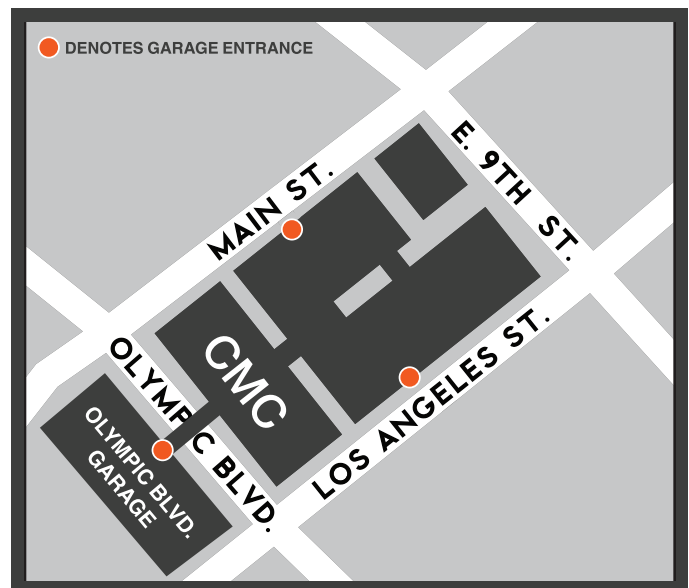 DENOTES GARAGE ENTRANCE
E. 9TH ST.
MAIN ST.
CMC
OLYMPIC BLVD.
LOS ANGELES ST.
OLYMPIC BLVD.
GARAGE